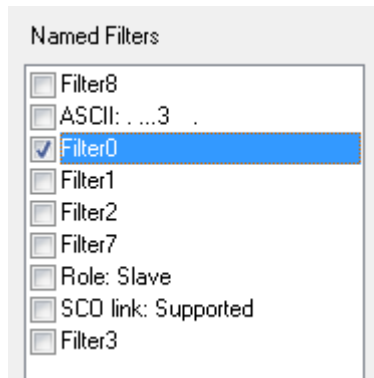 Named Filters
Filter8
ASCII: . ...3 .
Filter0
Filter1
Filter2
Filter7
Role: Slave
SCO link: Supported
Filter3